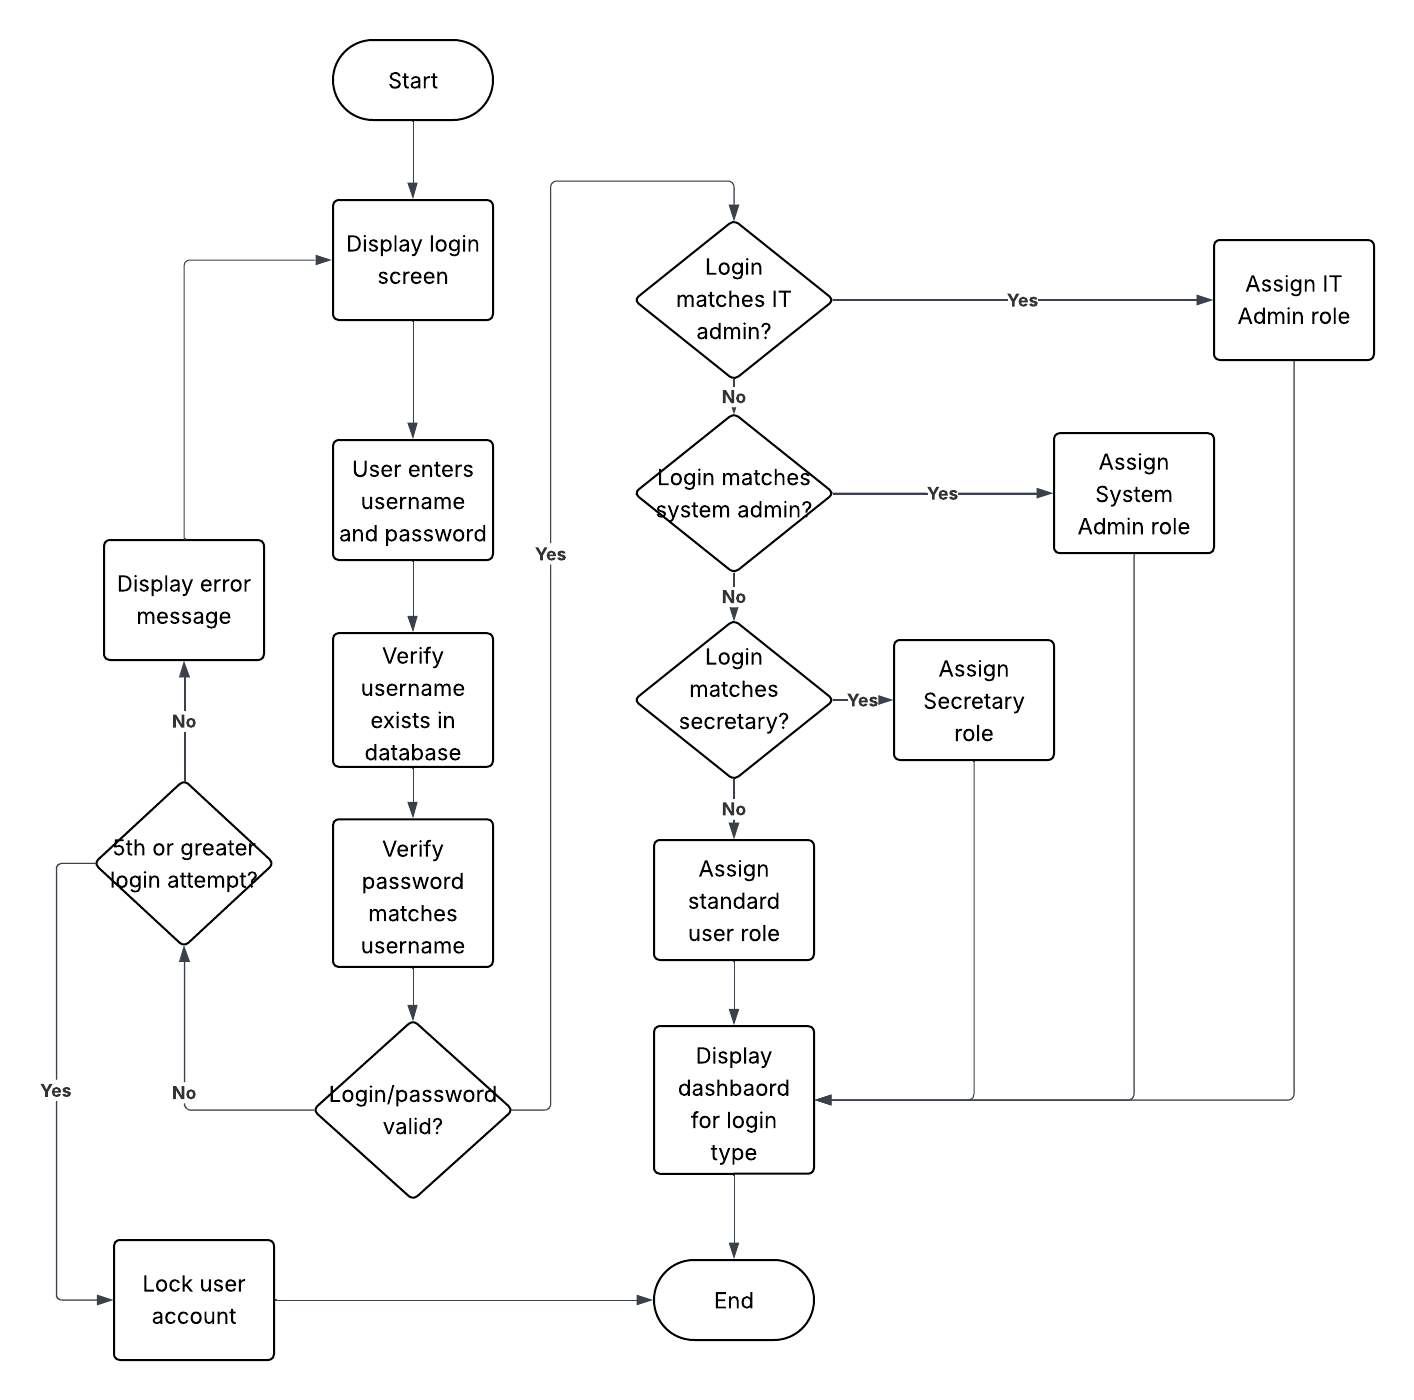 Start
Display login
screen
User enters
username
and password
Verify
username
exists in
database
Verify
password
matches
username
Login/password
valid?
No
5th or greater
login attempt?
No
Display error
message
Yes
Lock user
account
Yes
Login
matches IT
admin?
Yes
Assign IT
Admin role
No
Login matches
system admin?
Yes
Assign
System
Admin role
No
Login
matches
secretary?
Yes
Assign
Secretary
role
No
Assign
standard
user role
Display
dashbaord
for login
type
End